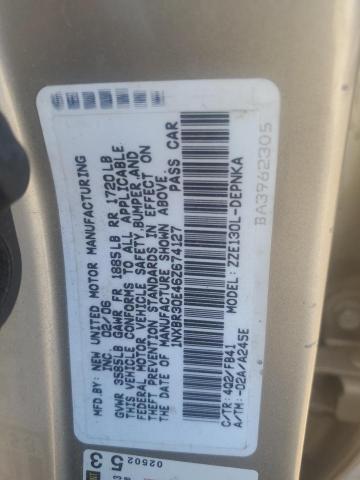 MFD.BY: NEW UNITED MOTOR MANUFACTURING
INC. 02/06
GVWR 3585LB GAWR FR 1885LB RR 1720LB
THIS VEHICLE CONFORMS TO ALL APPLICABLE
FEDERAL MOTOR VEHICLE SAFETY,BUMPER,AND
THEFT PREVENTION STANDARDS IN EFFECT ON
THE DATE OF MANUFACTURE SHOWN ABOVE.
1NXBR30E462674127 PASS CAR
MODEL: ZZE130L-DEPNKA
C/TR: 4Q2/FB41
A/TM:-02A/A245E
BA3962305
02502